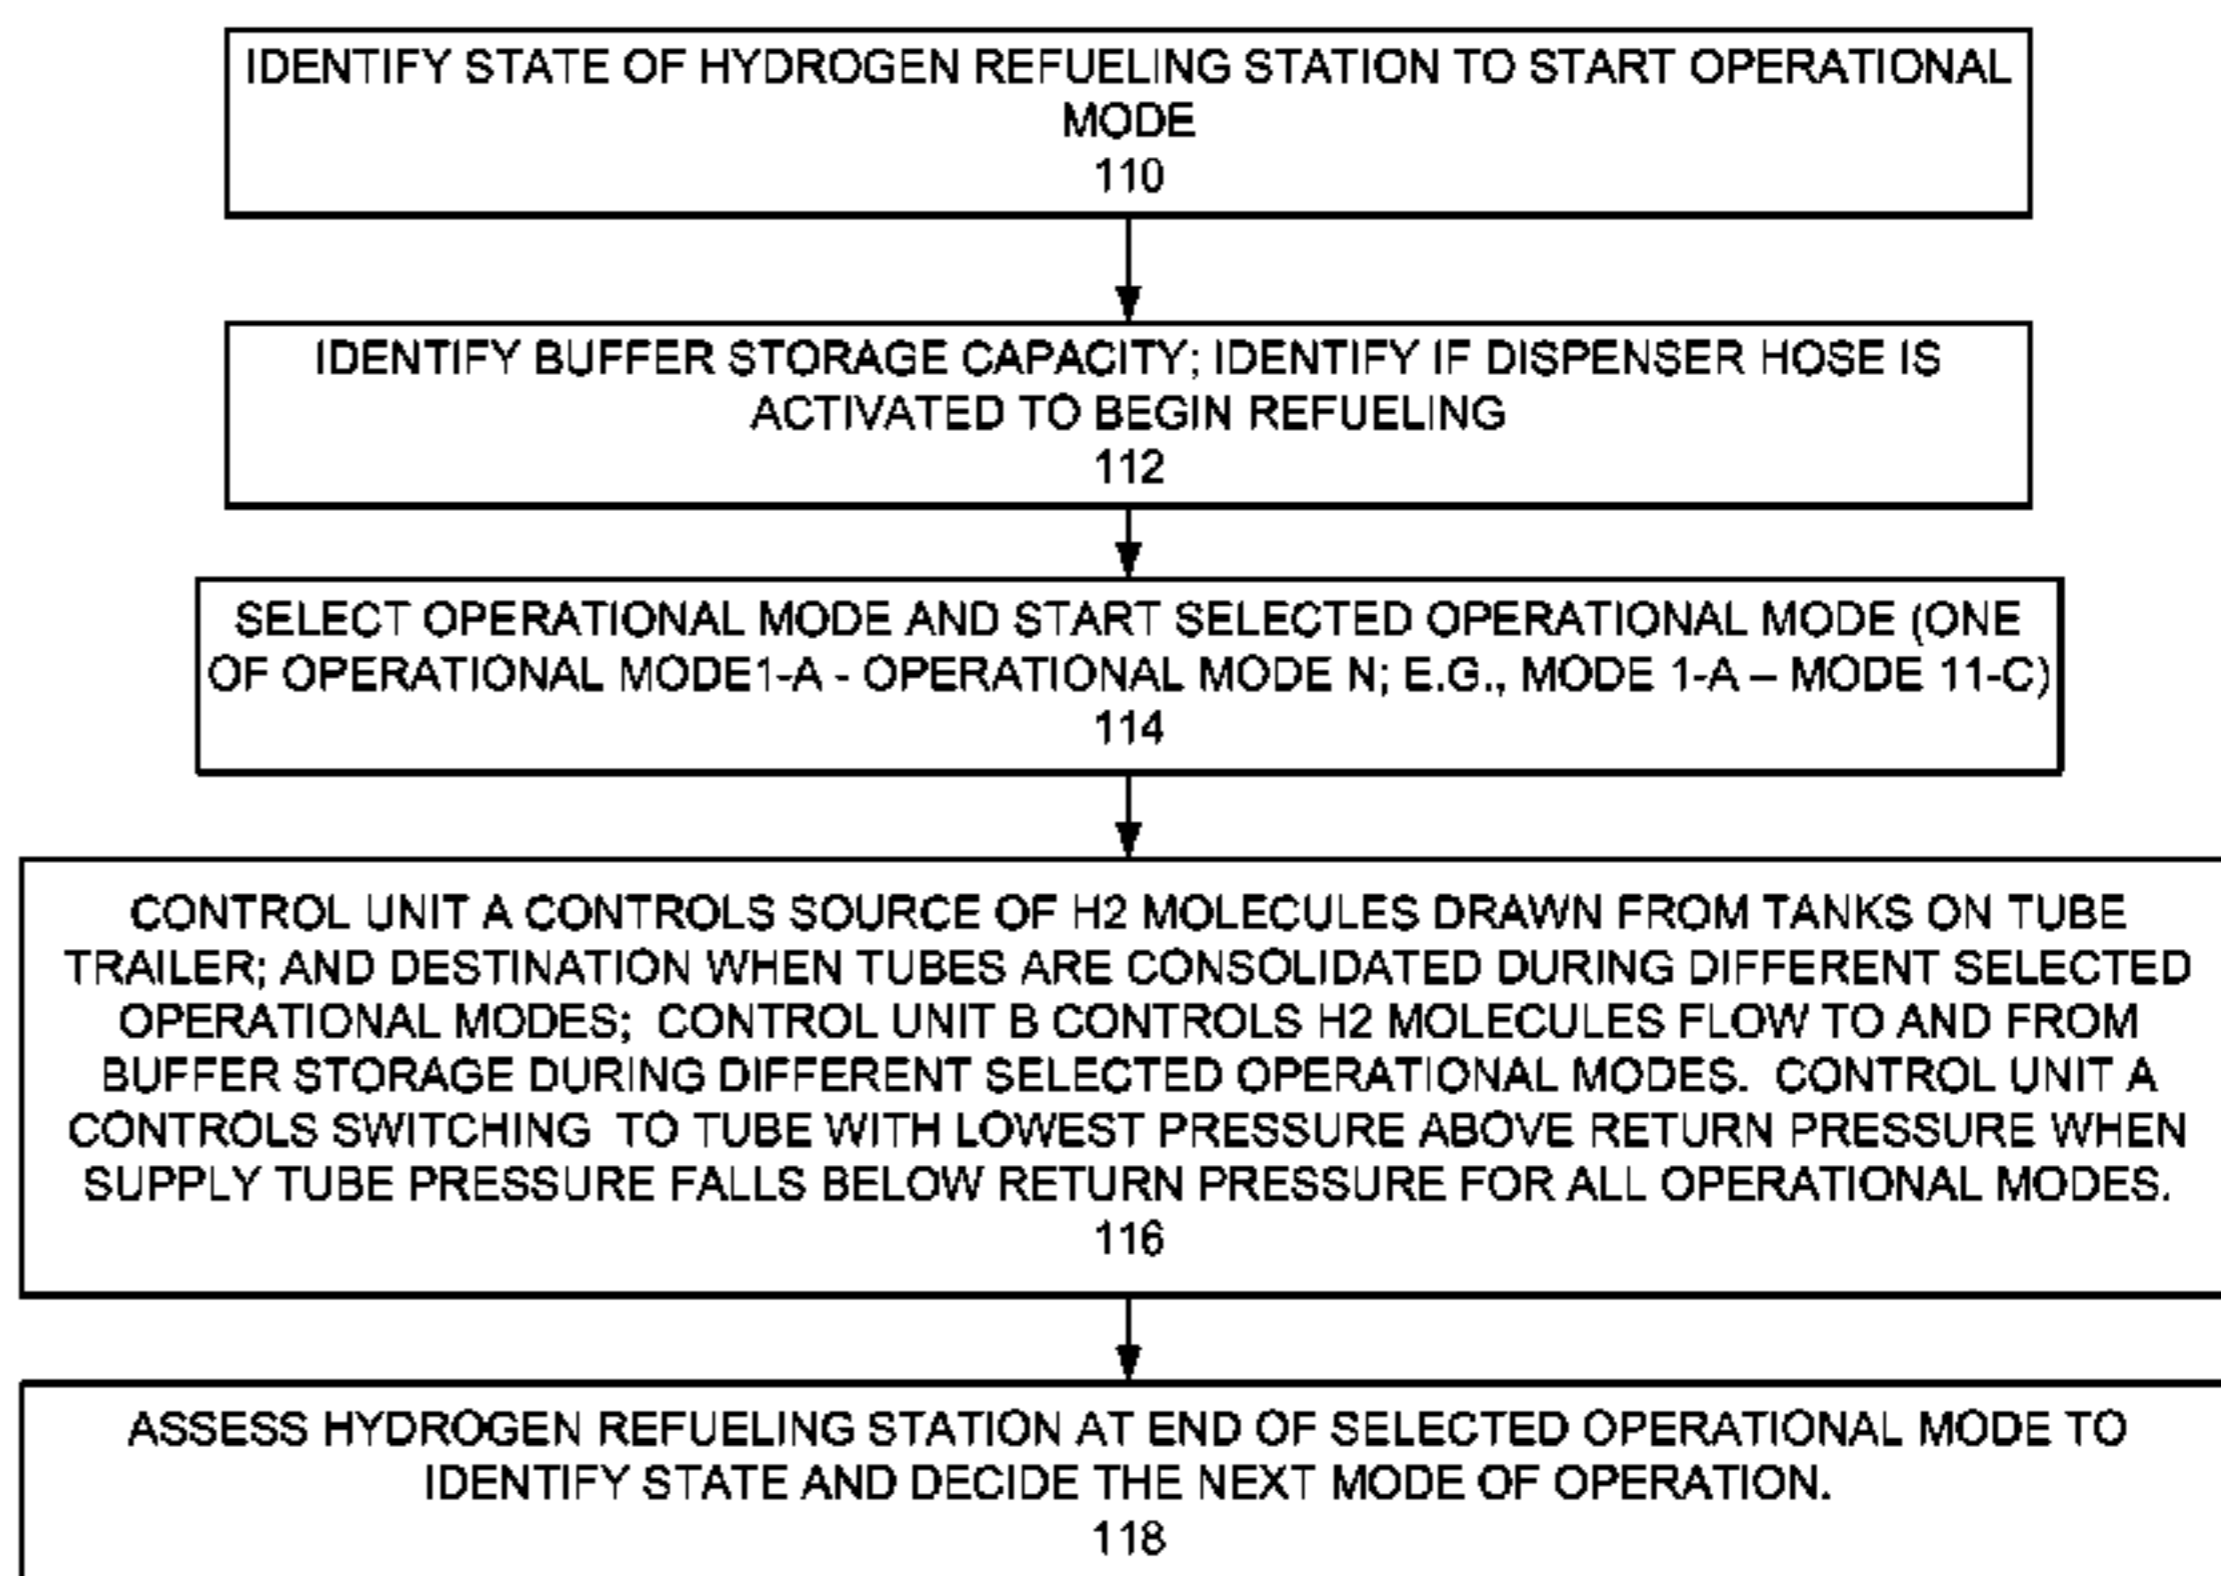 IDENTIFY STATE OF HYDROGEN REFUELING STATION TO START OPERATIONAL
MODE
110
IDENTIFY BUFFER STORAGE CAPACITY; IDENTIFY IF DISPENSER HOSE IS
ACTIVATED TO BEGIN REFUELING
112
SELECT OPERATIONAL MODE AND START SELECTED OPERATIONAL MODE (ONE
OF OPERATIONAL MODE1-A - OPERATIONAL MODE N; E.G., MODE 1-A – MODE 11-C)
114
CONTROL UNIT A CONTROLS SOURCE OF H2 MOLECULES DRAWN FROM TANKS ON TUBE
TRAILER; AND DESTINATION WHEN TUBES ARE CONSOLIDATED DURING DIFFERENT SELECTED
OPERATIONAL MODES; CONTROL UNIT B CONTROLS H2 MOLECULES FLOW TO AND FROM
BUFFER STORAGE DURING DIFFERENT SELECTED OPERATIONAL MODES. CONTROL UNIT A
CONTROLS SWITCHING TO TUBE WITH LOWEST PRESSURE ABOVE RETURN PRESSURE WHEN
SUPPLY TUBE PRESSURE FALLS BELOW RETURN PRESSURE FOR ALL OPERATIONAL MODES.
116
ASSESS HYDROGEN REFUELING STATION AT END OF SELECTED OPERATIONAL MODE TO
IDENTIFY STATE AND DECIDE THE NEXT MODE OF OPERATION.
118